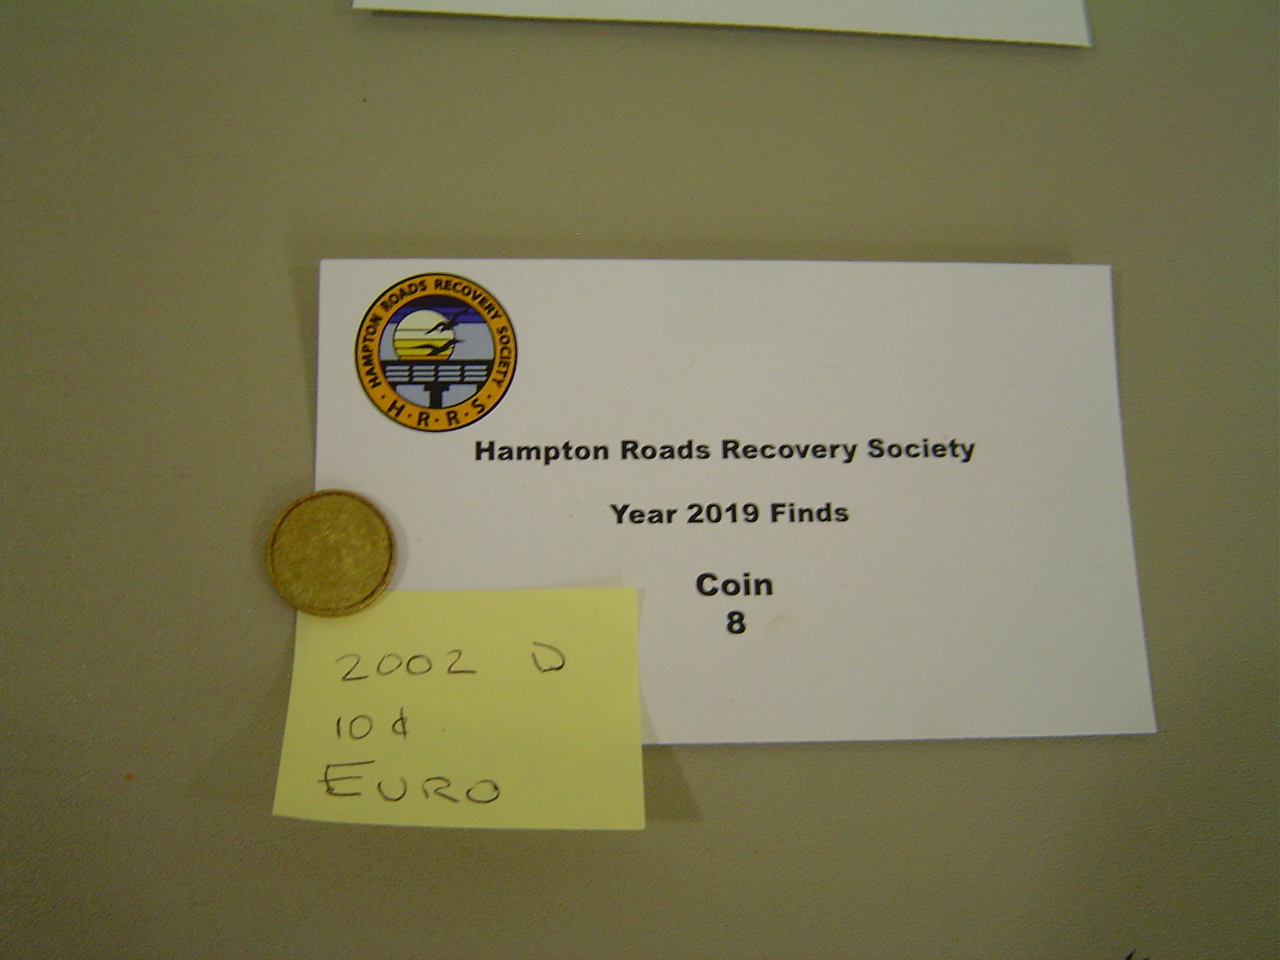 HAMPTON ROADS RECOVERY SOCIETY
· H · R · R · S ·
Hampton Roads Recovery Society
Year 2019 Finds
Coin
8
2002 D
10 ¢
EURO